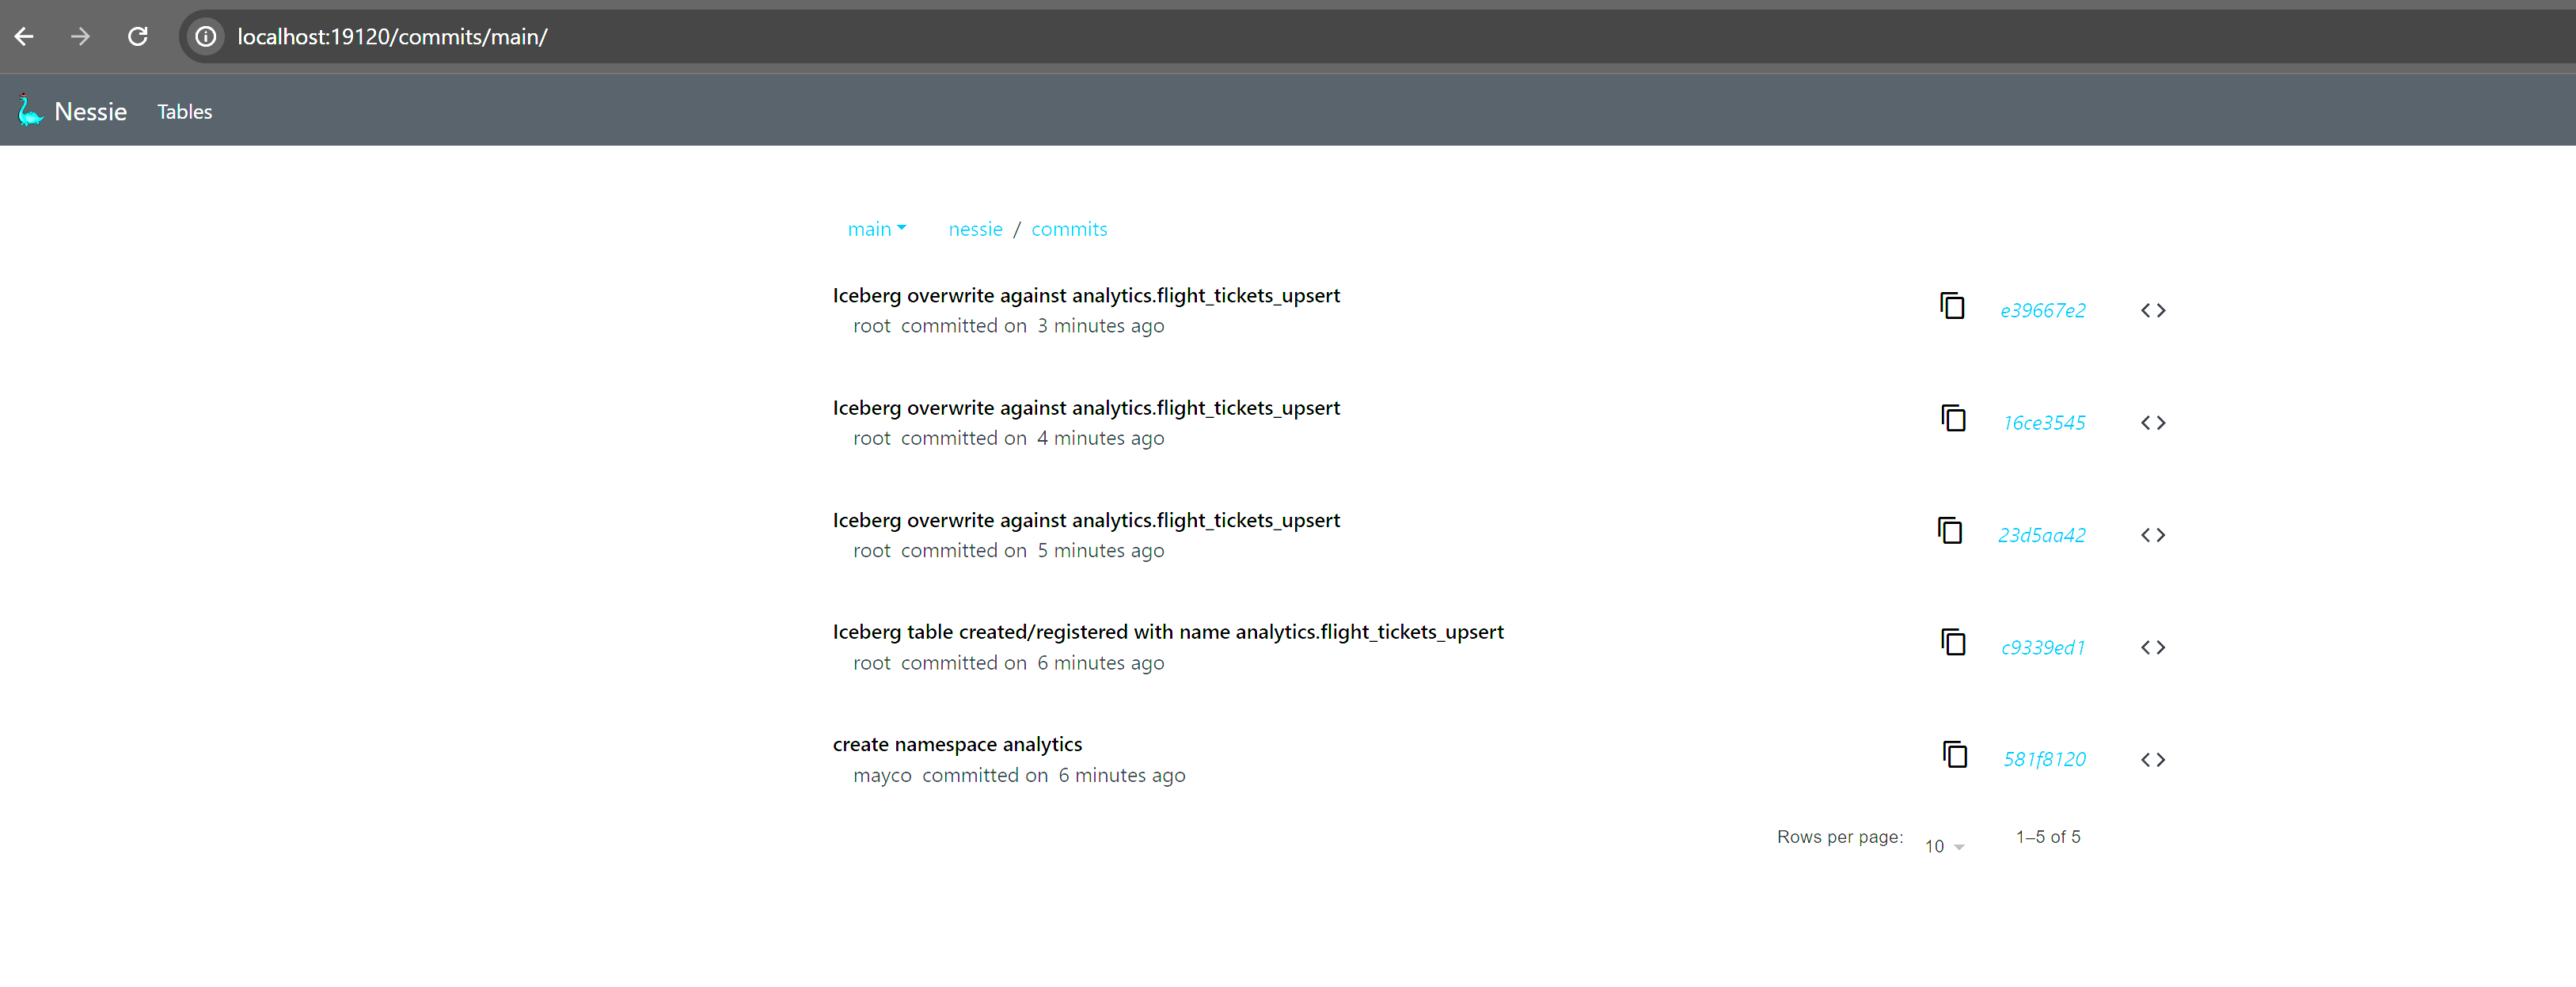 localhost:19120/commits/main/
Nessie Tables
main nessie / commits
Iceberg overwrite against analytics.flight_tickets_upsert
root committed on 3 minutes ago
e39667e2
Iceberg overwrite against analytics.flight_tickets_upsert
root committed on 4 minutes ago
16ce3545
Iceberg overwrite against analytics.flight_tickets_upsert
root committed on 5 minutes ago
23d5aa42
Iceberg table created/registered with name analytics.flight_tickets_upsert
root committed on 6 minutes ago
c9339ed1
create namespace analytics
mayco committed on 6 minutes ago
581f8120
Rows per page: 10 1–5 of 5